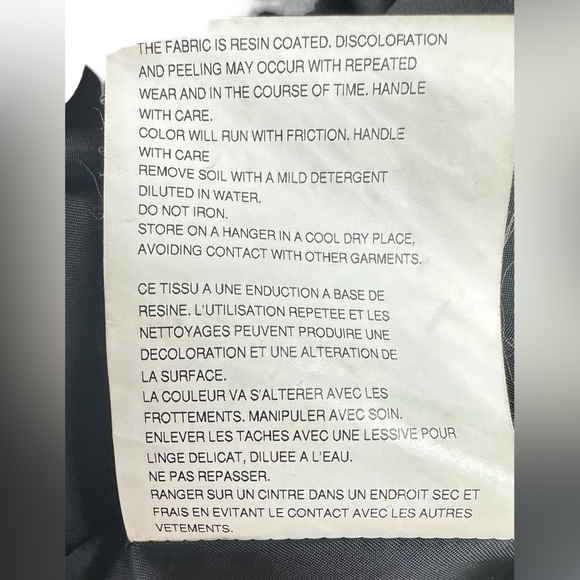 THE FABRIC IS RESIN COATED. DISCOLORATION
AND PEELING MAY OCCUR WITH REPEATED
WEAR AND IN THE COURSE OF TIME. HANDLE
WITH CARE.
COLOR WILL RUN WITH FRICTION. HANDLE
WITH CARE
REMOVE SOIL WITH A MILD DETERGENT
DILUTED IN WATER.
DO NOT IRON.
STORE ON A HANGER IN A COOL DRY PLACE,
AVOIDING CONTACT WITH OTHER GARMENTS.
CE TISSU A UNE ENDUCTION A BASE DE
RESINE. L'UTILISATION REPETEE ET LES
NETTOYAGES PEUVENT PRODUIRE UNE
DECOLORATION ET UNE ALTERATION DE
LA SURFACE.
LA COULEUR VA S'ALTERER AVEC LES
FROTTEMENTS. MANIPULER AVEC SOIN.
ENLEVER LES TACHES AVEC UNE LESSIVE POUR
LINGE DELICAT, DILUEE A L'EAU.
NE PAS REPASSER.
RANGER SUR UN CINTRE DANS UN ENDROIT SEC ET
FRAIS EN EVITANT LE CONTACT AVEC LES AUTRES
VETEMENTS.